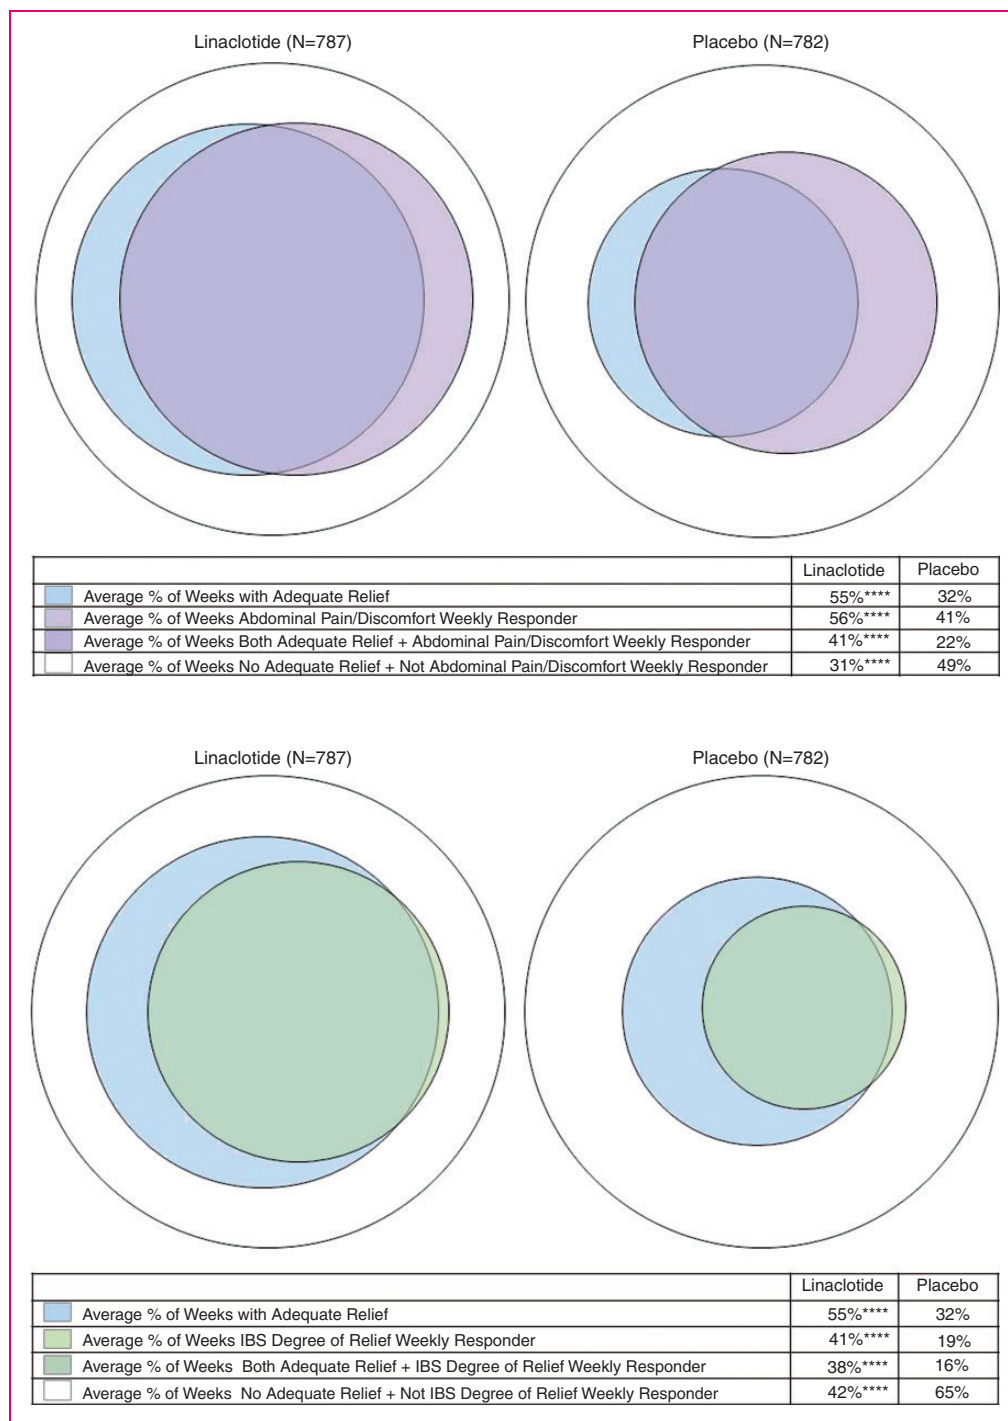 Linaclotide (N=787) Placebo (N=782)
Linaclotide Placebo
Average % of Weeks with Adequate Relief 55%**** 32%
Average % of Weeks Abdominal Pain/Discomfort Weekly Responder 56%**** 41%
Average % of Weeks Both Adequate Relief + Abdominal Pain/Discomfort Weekly Responder 41%**** 22%
Average % of Weeks No Adequate Relief + Not Abdominal Pain/Discomfort Weekly Responder 31%**** 49%
Linaclotide (N=787) Placebo (N=782)
Linaclotide Placebo
Average % of Weeks with Adequate Relief 55%**** 32%
Average % of Weeks IBS Degree of Relief Weekly Responder 41%**** 19%
Average % of Weeks Both Adequate Relief + IBS Degree of Relief Weekly Responder 38%**** 16%
Average % of Weeks No Adequate Relief + Not IBS Degree of Relief Weekly Responder 42%**** 65%